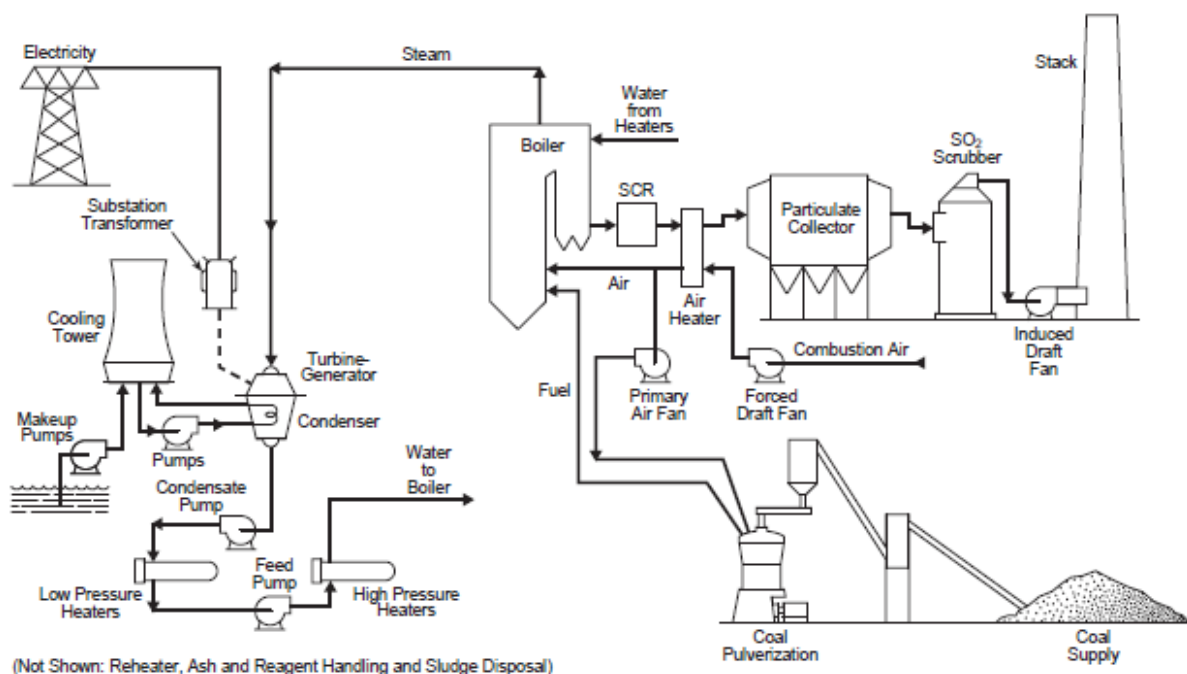 Electricity
Steam
Stack
Water
from
Heaters
Boiler
SO2
Scrubber
SCR
Particulate
Collector
Substation
Transformer
Air
Air
Heater
Cooling
Tower
Induced
Draft
Fan
Turbine-
Generator
Combustion Air
Fuel
Primary
Air Fan
Forced
Draft Fan
Makeup
Pumps
Condenser
Pumps
Water
to
Boiler
Condensate
Pump
Feed
Pump
Low Pressure
Heaters
High Pressure
Heaters
Coal
Pulverization
Coal
Supply
(Not Shown: Reheater, Ash and Reagent Handling and Sludge Disposal)